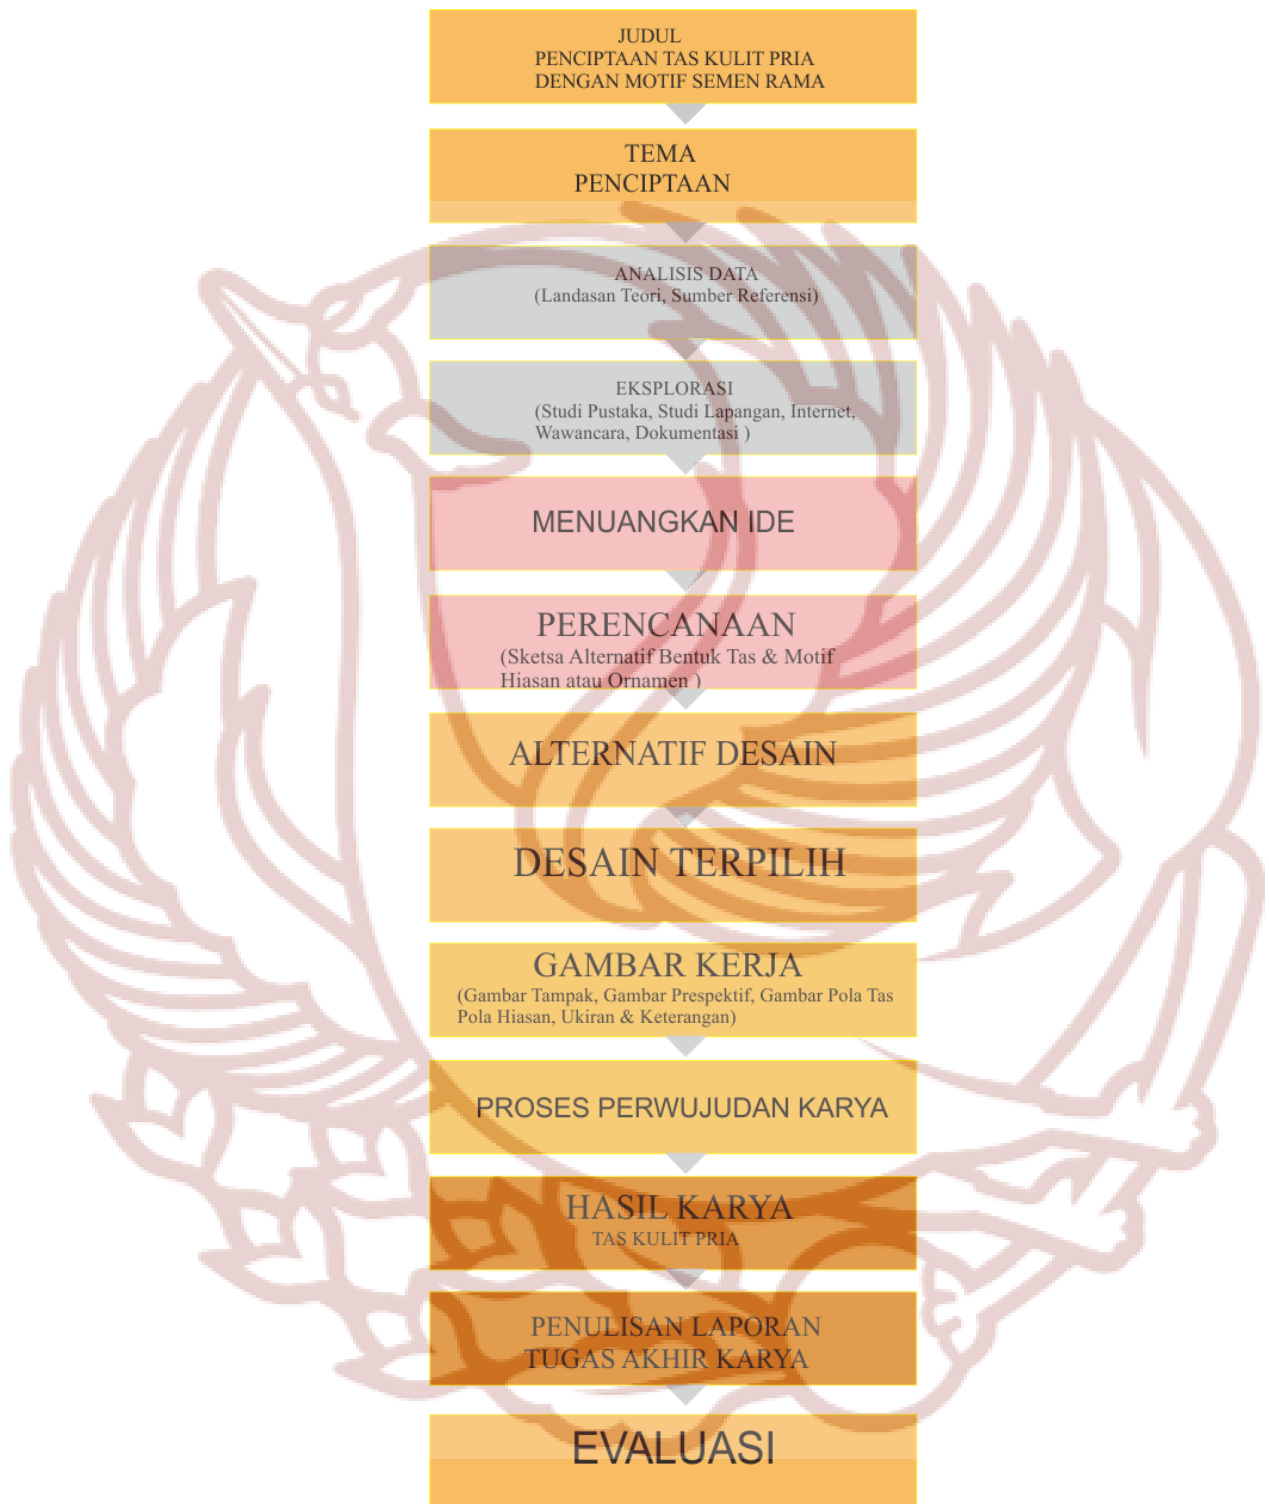 JUDUL
PENCIPTAAN TAS KULIT PRIA
DENGAN MOTIF SEMEN RAMA
TEMA
PENCIPTAAN
ANALISIS DATA
(Landasan Teori, Sumber Referensi)
EKSPLORASI
(Studi Pustaka, Studi Lapangan, Internet,
Wawancara, Dokumentasi )
MENUANGKAN IDE
PERENCANAAN
(Sketsa Alternatif Bentuk Tas & Motif
Hiasan atau Ornamen )
ALTERNATIF DESAIN
DESAIN TERPILIH
GAMBAR KERJA
(Gambar Tampak, Gambar Prespektif, Gambar Pola Tas
Pola Hiasan, Ukiran & Keterangan)
PROSES PERWUJUDAN KARYA
HASIL KARYA
TAS KULIT PRIA
PENULISAN LAPORAN
TUGAS AKHIR KARYA
EVALUASI